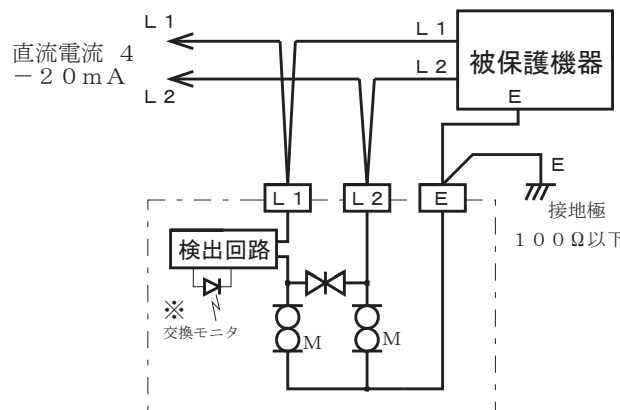 Ｌ１
Ｌ１
直流電流 ４
－２０ｍＡ
Ｌ２
Ｌ２
被保護機器
Ｅ
Ｅ
Ｌ１
Ｌ２
Ｅ
接地極
１００Ω以下
検出回路
※
交換モニタ
M
M